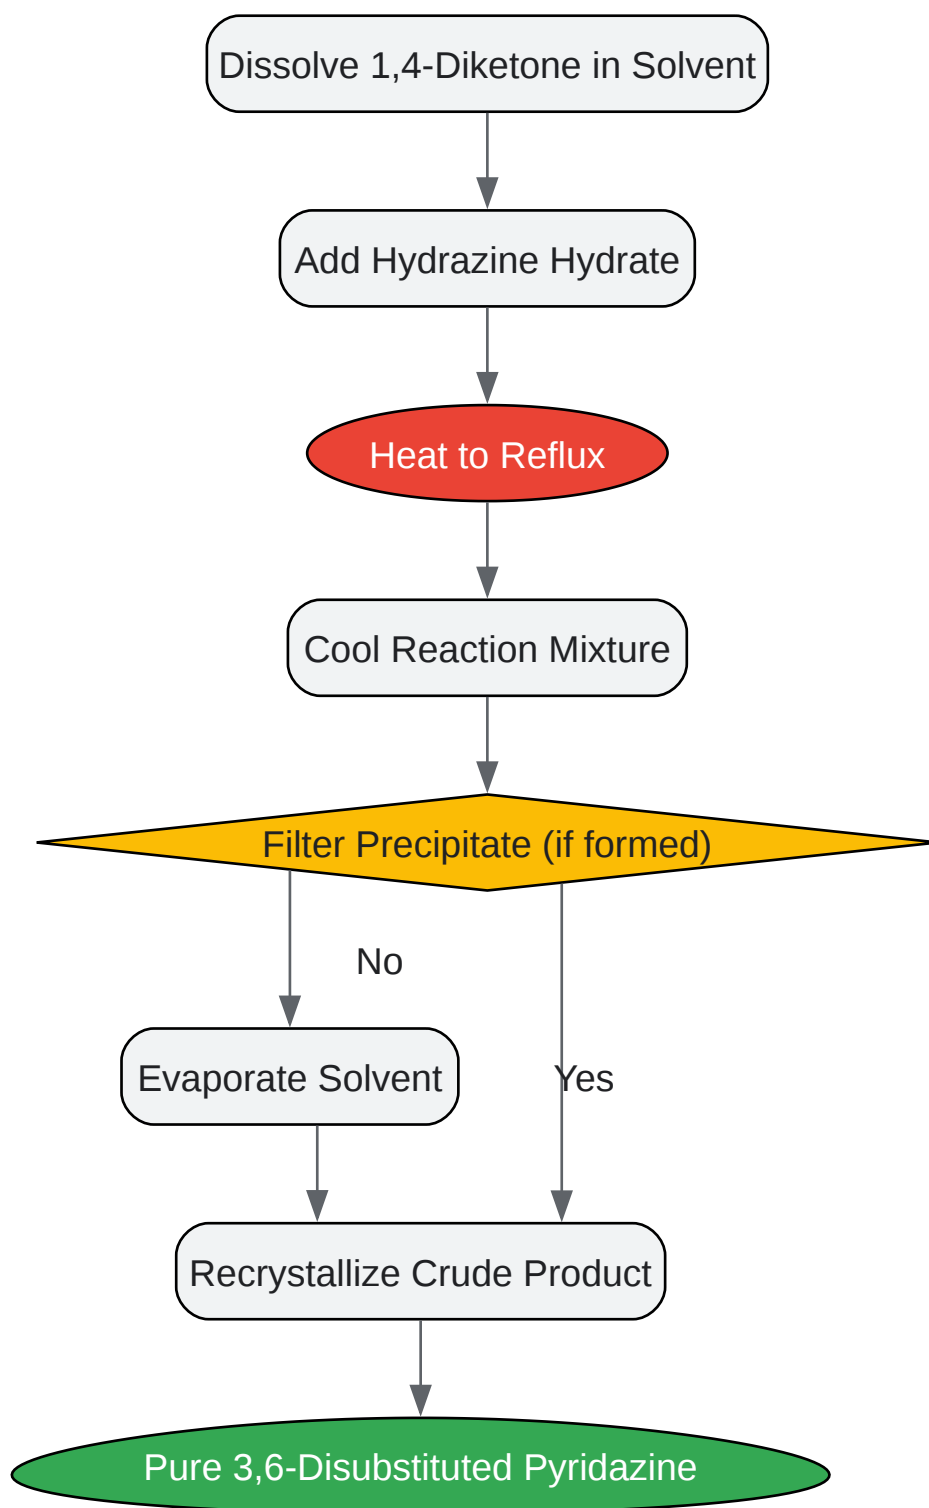 Dissolve 1,4-Diketone in Solvent
Add Hydrazine Hydrate
Heat to Reflux
Cool Reaction Mixture
Filter Precipitate (if formed)
No
Evaporate Solvent
Yes
Recrystallize Crude Product
Pure 3,6-Disubstituted Pyridazine